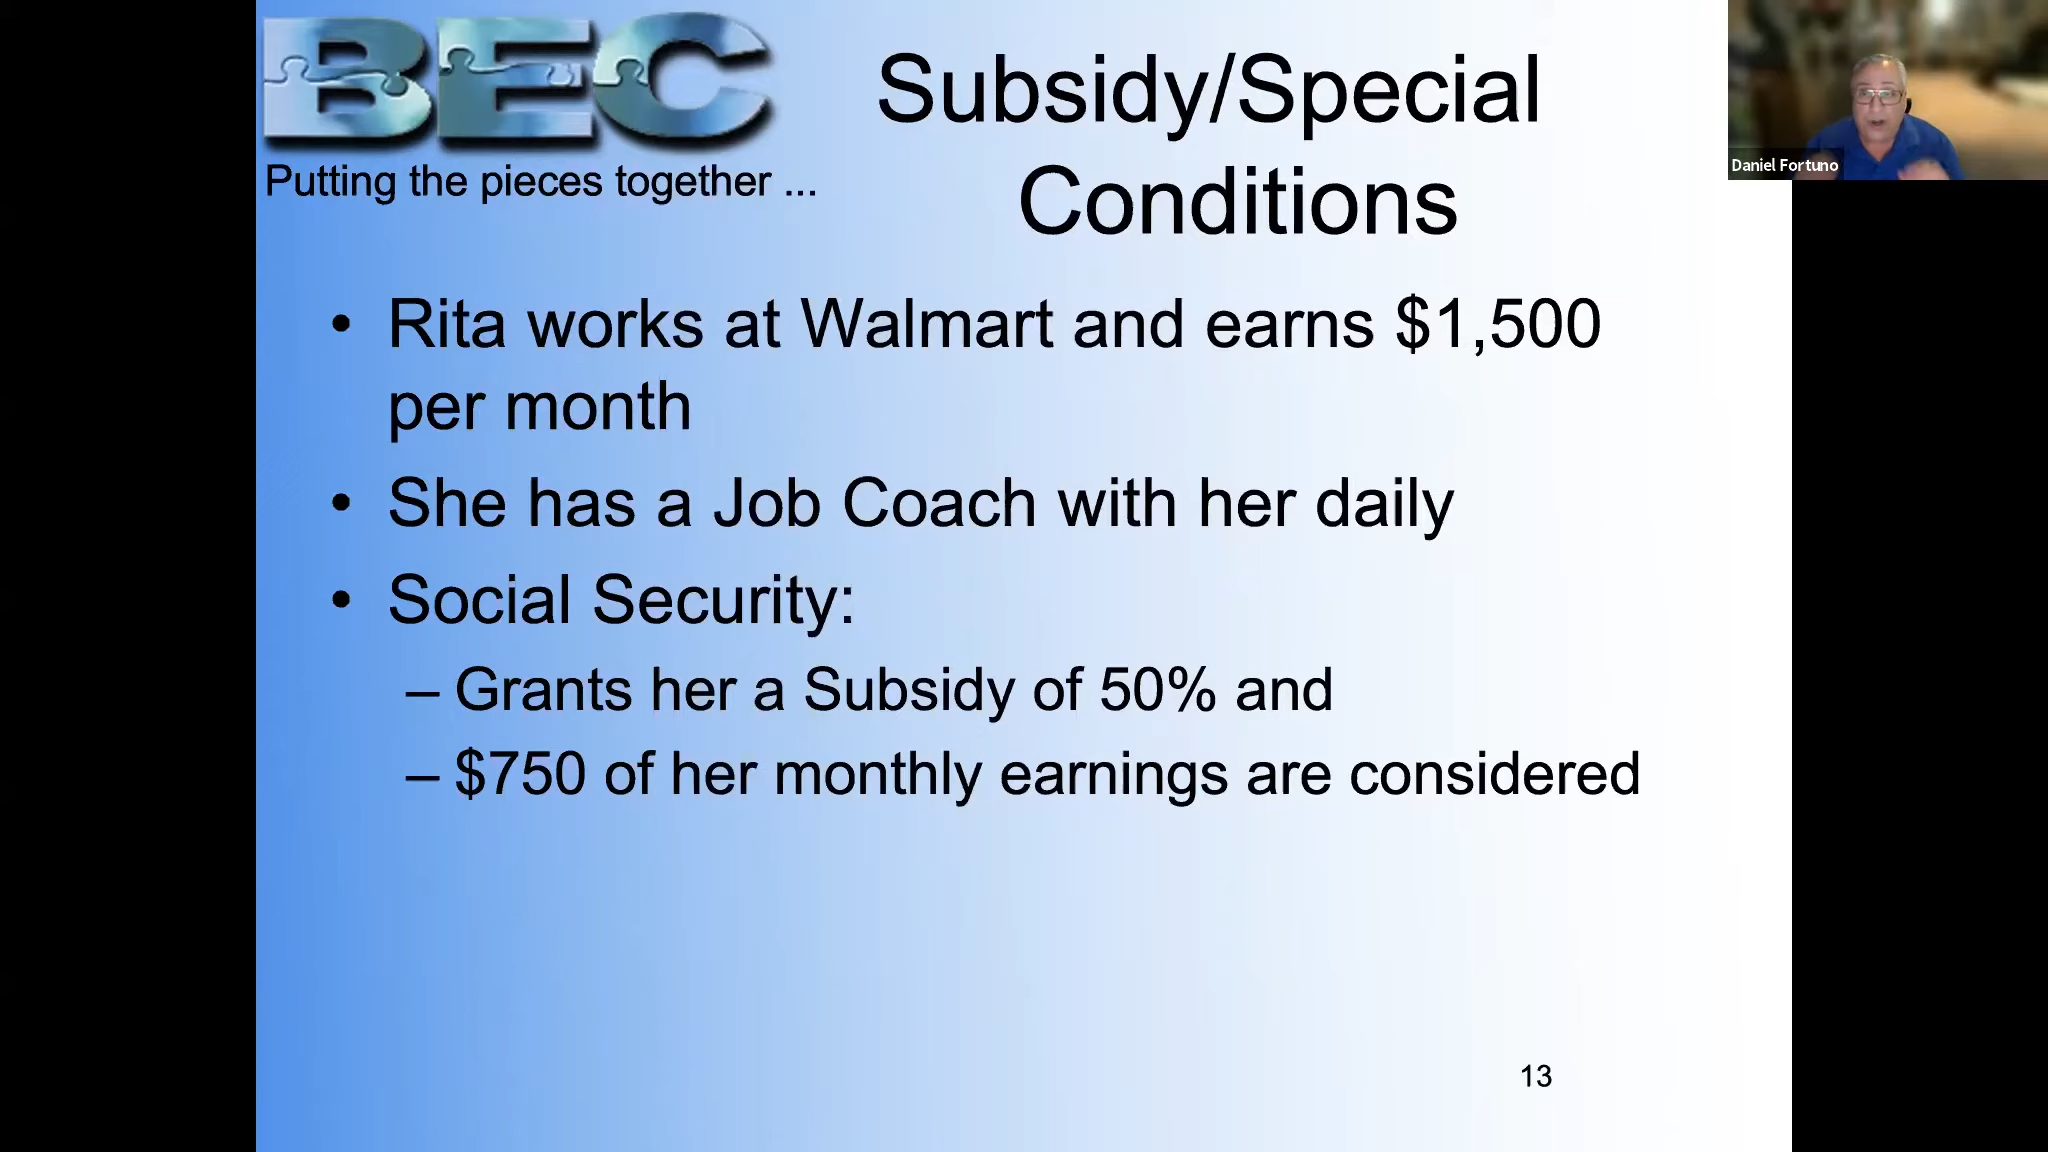 BEC
Putting the pieces together ...
Subsidy/Special
Conditions
Daniel Fortuno
• Rita works at Walmart and earns $1,500
per month
• She has a Job Coach with her daily
• Social Security:
– Grants her a Subsidy of 50% and
– $750 of her monthly earnings are considered
13